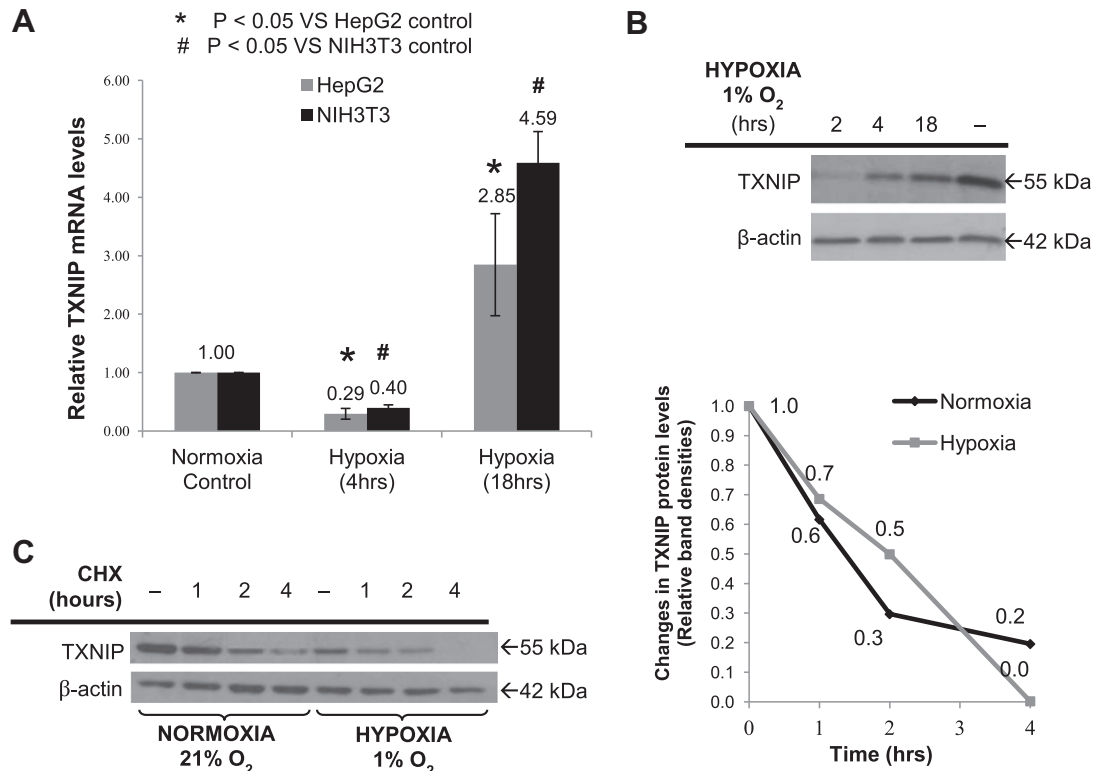 A
* P < 0.05 VS HepG2 control
# P < 0.05 VS NIH3T3 control
HepG2
NIH3T3
Relative TXNIP mRNA levels
6.00
5.00
4.00
3.00
2.00
1.00
0.00
1.00
*
0.29
#
0.40
*
2.85
#
4.59
Normoxia Control
Hypoxia (4hrs)
Hypoxia (18hrs)
B
HYPOXIA
1% O₂
(hrs) 2 4 18 –
TXNIP ←55 kDa
β-actin ←42 kDa
C
CHX
(hours) – 1 2 4 – 1 2 4
TXNIP ←55 kDa
β-actin ←42 kDa
NORMOXIA
21% O₂
HYPOXIA
1% O₂
Changes in TXNIP protein levels
(Relative band densities)
Normoxia
Hypoxia
1.0
0.9
0.8
0.7
0.6
0.5
0.4
0.3
0.2
0.1
0
1.0
0.7
0.6
0.5
0.3
0.2
0.0
0 1 2 3 4
Time (hrs)